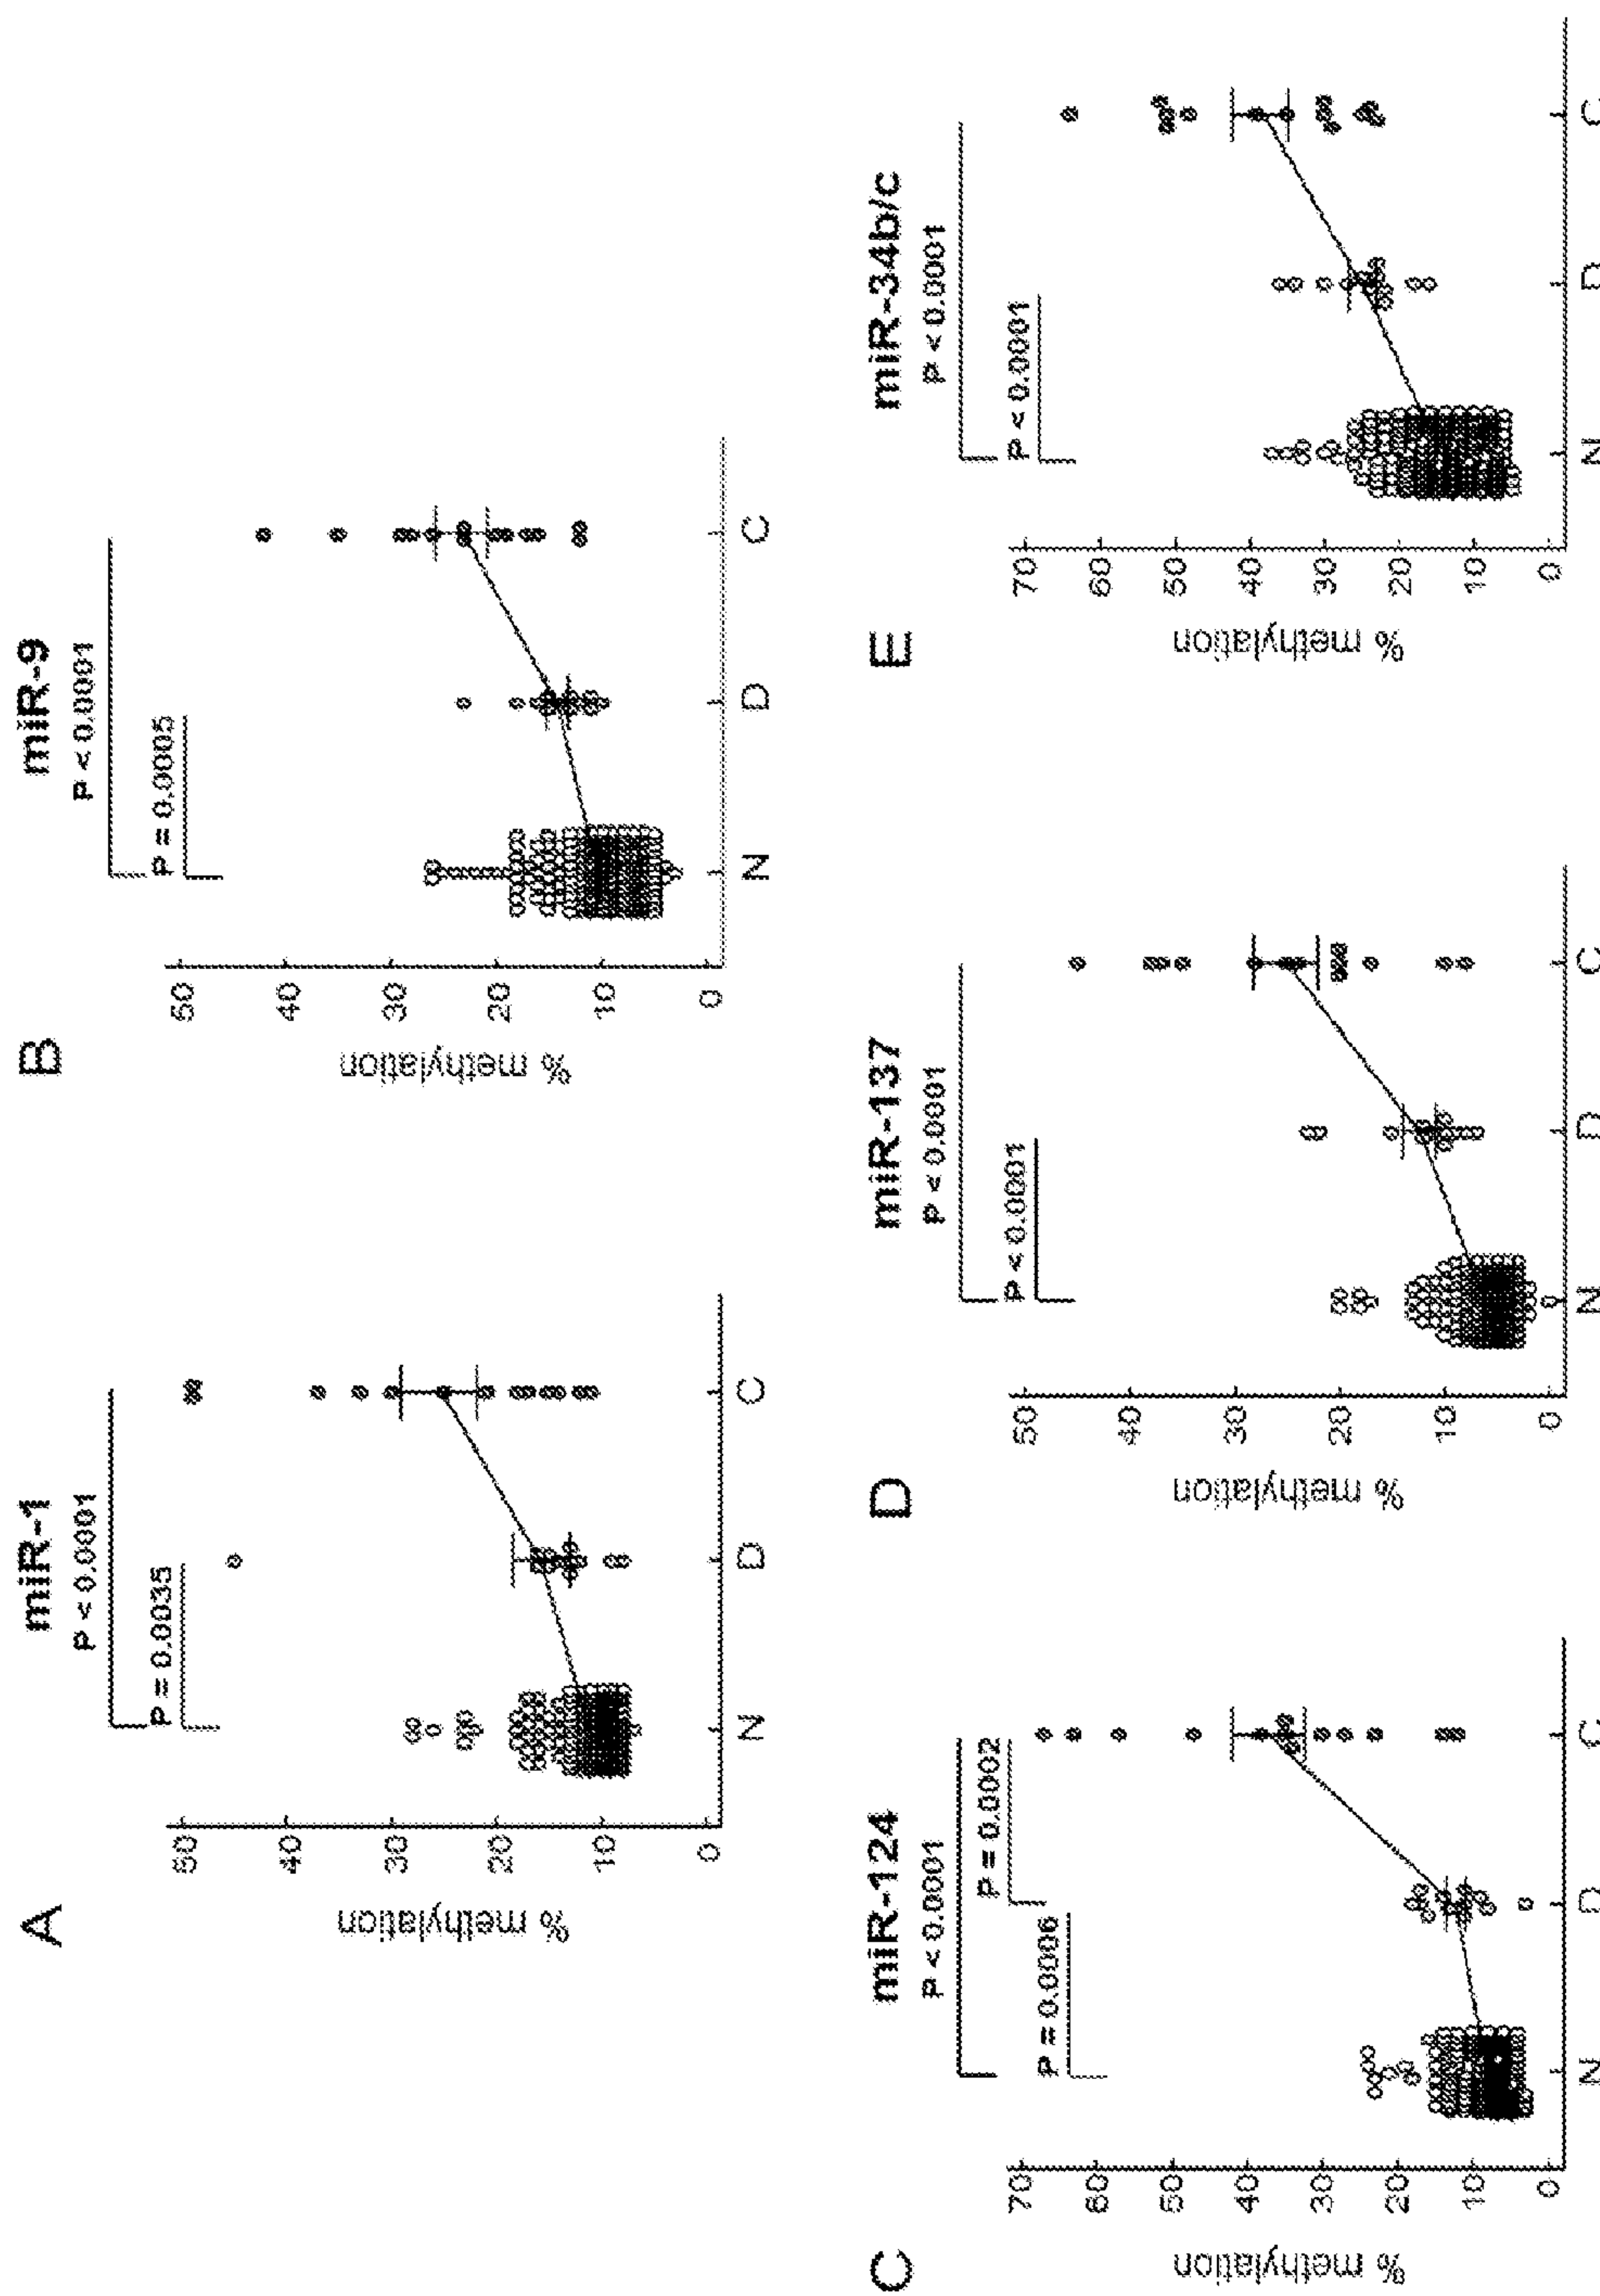 A
miR-1
P < 0.0001
P = 0.0035
% methylation
50
40
30
20
10
0
N
D
C
B
miR-9
P < 0.0001
P = 0.0005
% methylation
50
40
30
20
10
0
N
D
C
C
miR-124
P < 0.0001
P = 0.0002
P = 0.0006
% methylation
70
60
50
40
30
20
10
0
N
D
C
D
miR-137
P < 0.0001
P < 0.0001
% methylation
50
40
30
20
10
0
N
D
C
E
miR-34b/c
P < 0.0001
P < 0.0001
% methylation
70
60
50
40
30
20
10
0
N
D
C